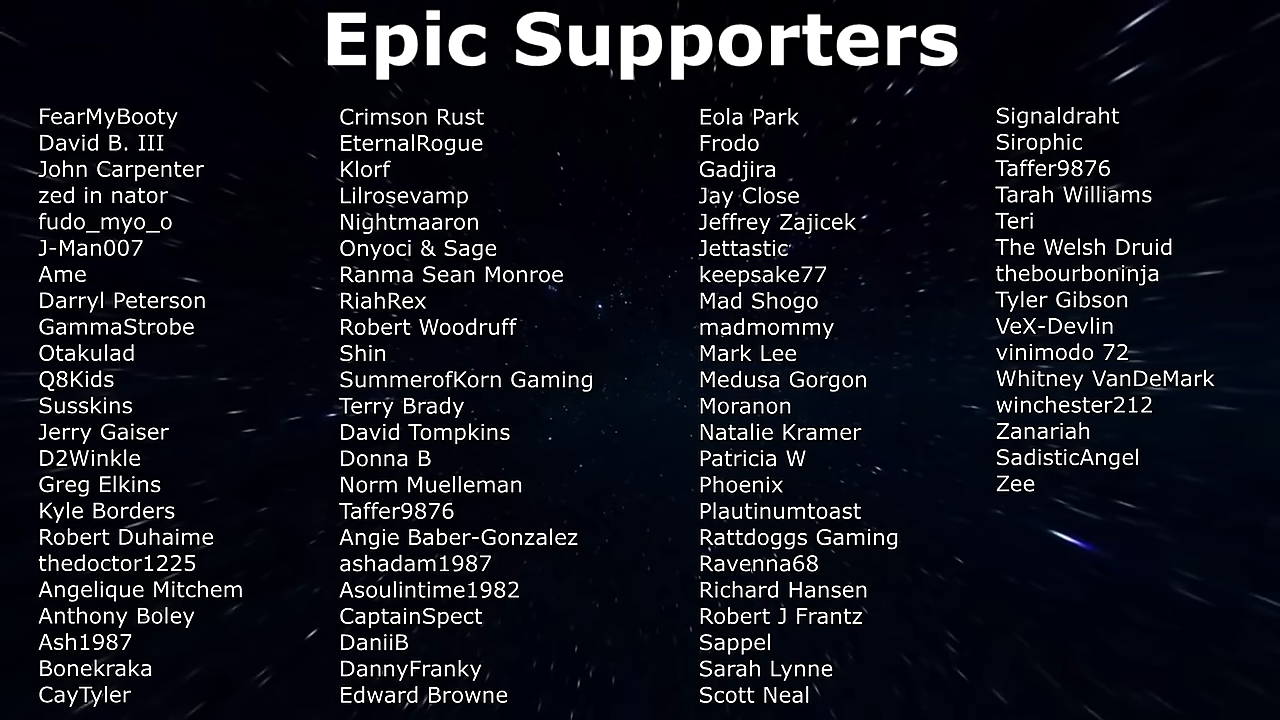 Epic Supporters
FearMyBooty
David B. III
John Carpenter
zed in nator
fudo_myo_o
J-Man007
Ame
Darryl Peterson
GammaStrobe
Otakulad
Q8Kids
Susskins
Jerry Gaiser
D2Winkle
Greg Elkins
Kyle Borders
Robert Duhaime
thedoctor1225
Angelique Mitchem
Anthony Boley
Ash1987
Bonekraka
CayTyler
Crimson Rust
EternalRogue
Klorf
Lilrosevamp
Nightmaaron
Onyoci & Sage
Ranma Sean Monroe
RiahRex
Robert Woodruff
Shin
SummerofKorn Gaming
Terry Brady
David Tompkins
Donna B
Norm Muelleman
Taffer9876
Angie Baber-Gonzalez
ashadam1987
Asoulintime1982
CaptainSpect
DaniiB
DannyFranky
Edward Browne
Eola Park
Frodo
Gadjira
Jay Close
Jeffrey Zajicek
Jettastic
keepsake77
Mad Shogo
madmommy
Mark Lee
Medusa Gorgon
Moranon
Natalie Kramer
Patricia W
Phoenix
Plautinumtoast
Rattdoggs Gaming
Ravenna68
Richard Hansen
Robert J Frantz
Sappel
Sarah Lynne
Scott Neal
Signaldraht
Sirophic
Taffer9876
Tarah Williams
Teri
The Welsh Druid
thebourboninja
Tyler Gibson
VeX-Devlin
vinimodo 72
Whitney VanDeMark
winchester212
Zanariah
SadisticAngel
Zee